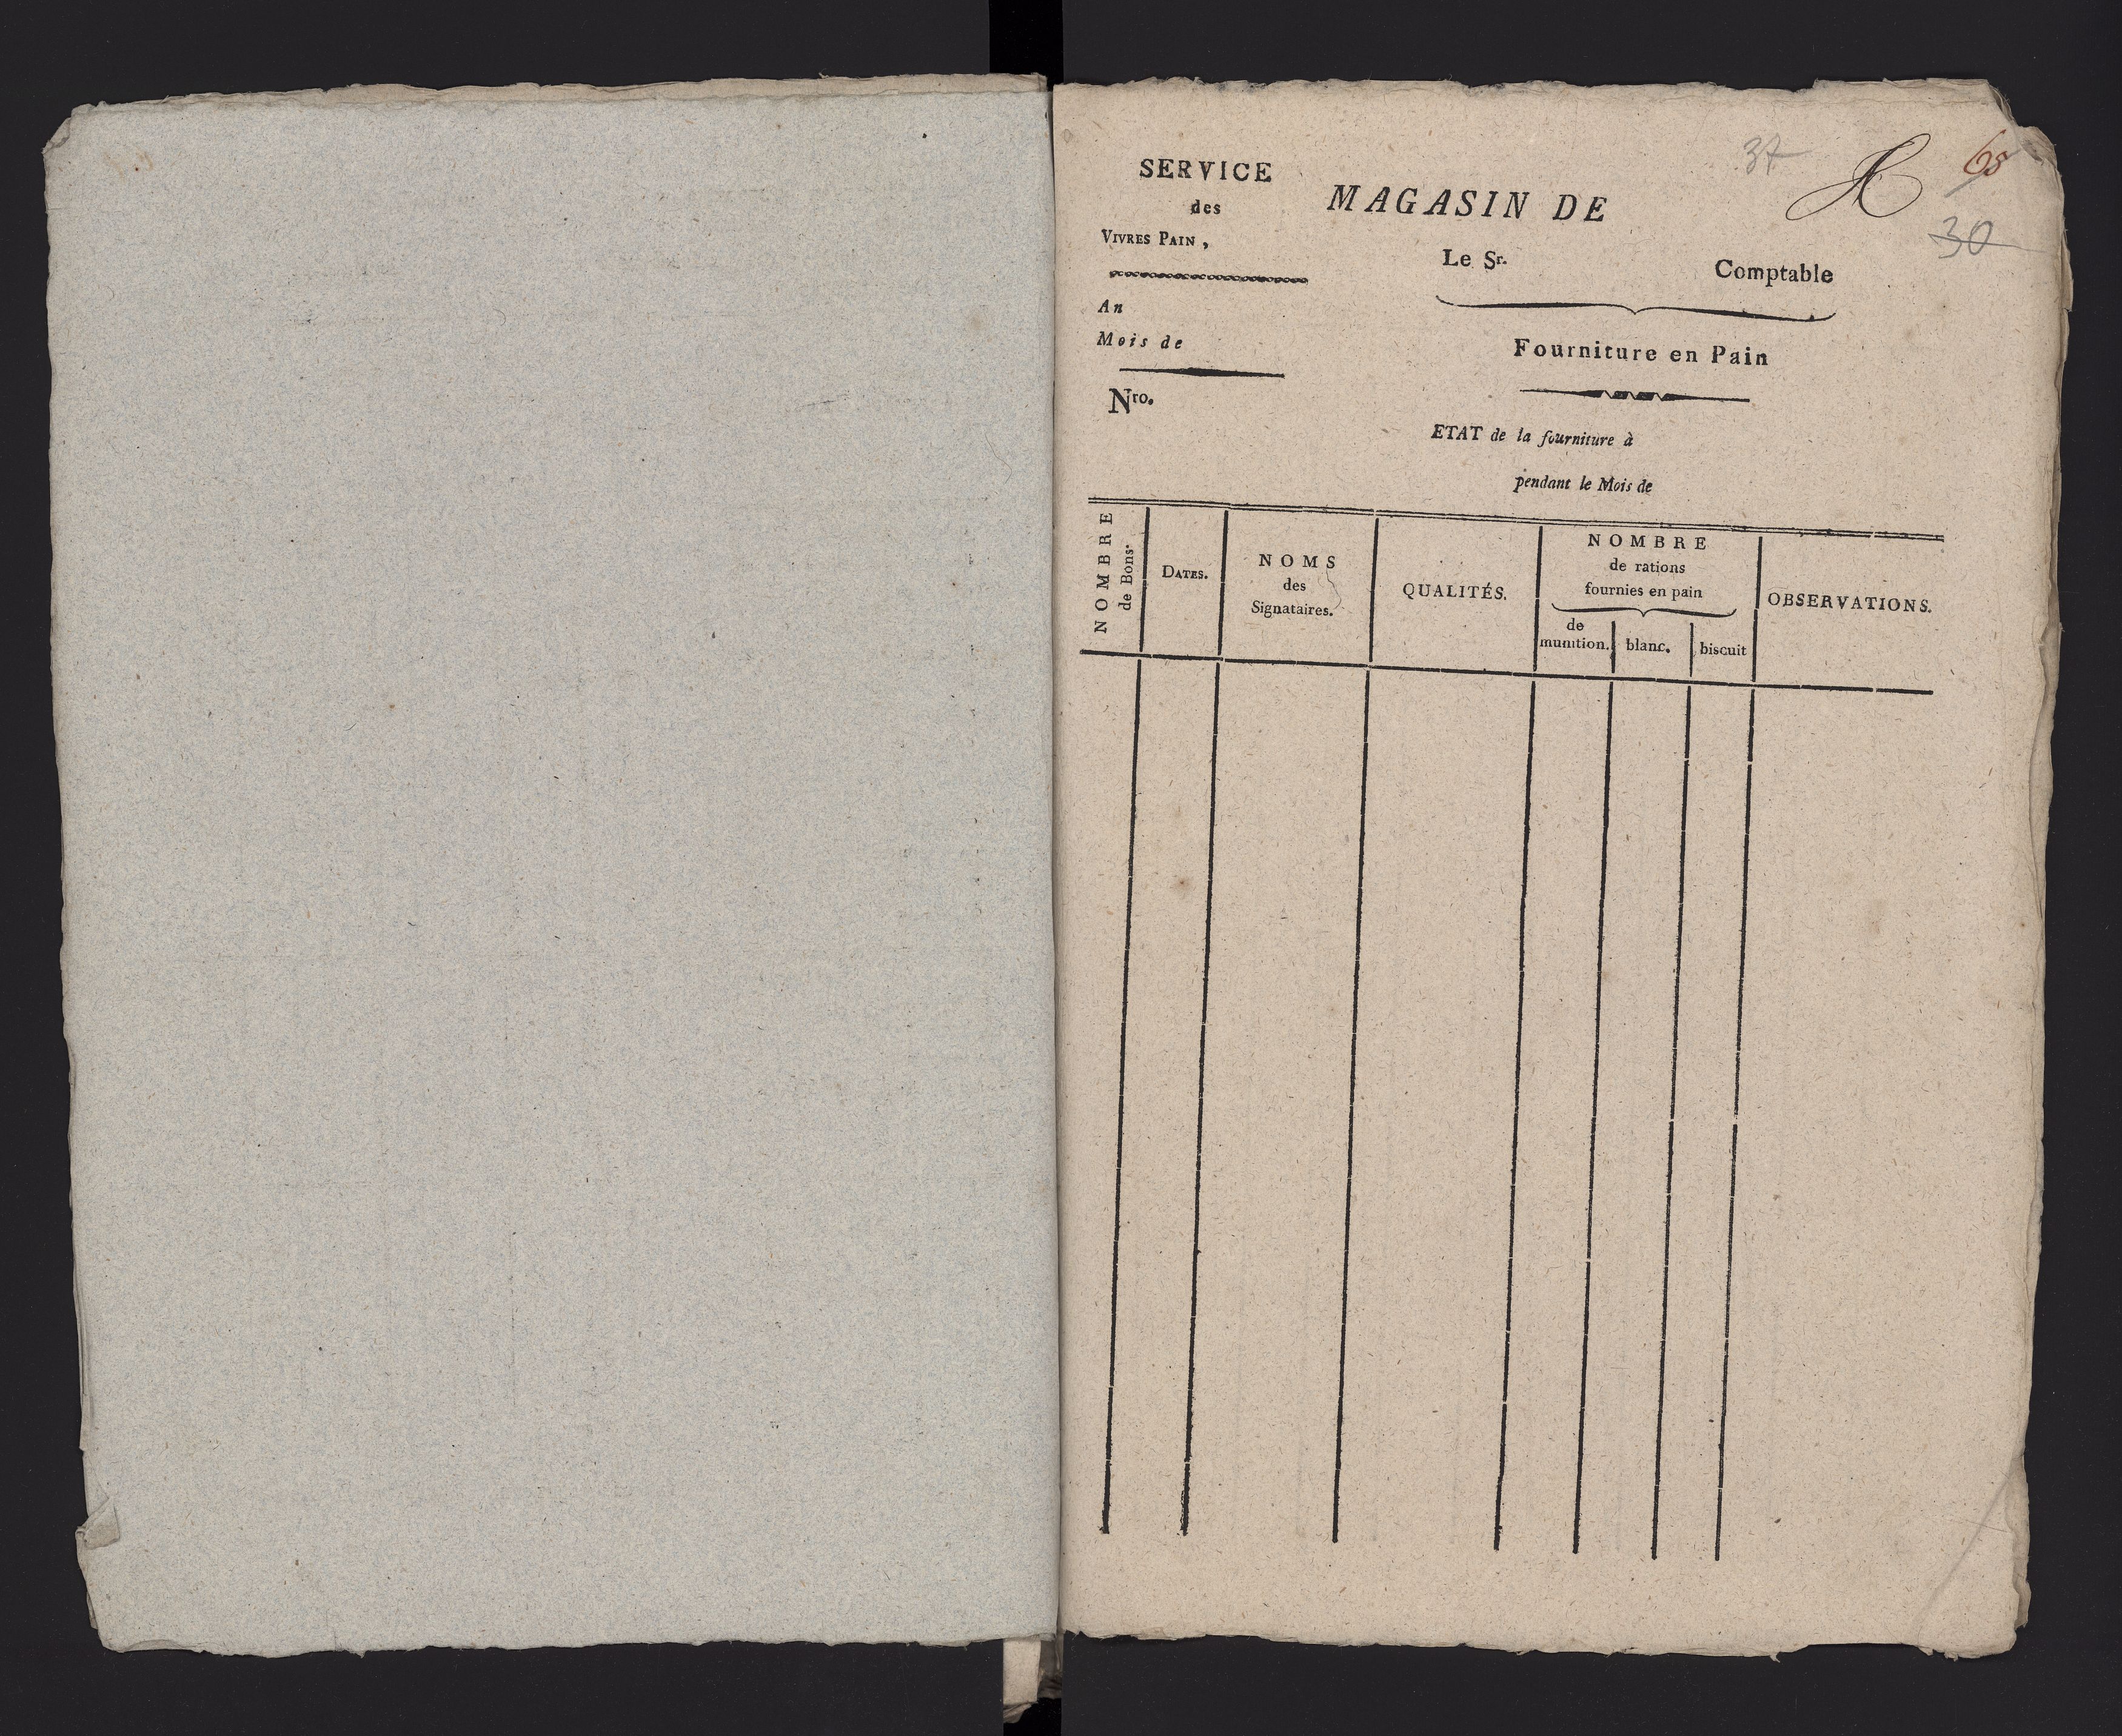 SERVICE
des
VIVRES PAIN,
An
Mois de
Nro.
MAGASIN DE
Le Sr. Comptable
Fourniture en Pain
ETAT de la fourniture à
pendant le Mois de
37
65
30
NOMBRE
de Bons.
DATES.
NOMS
des
Signataires.
QUALITÉS.
NOMBRE
de rations
fournies en pain
de
munition.
blanc.
biscuit
OBSERVATIONS.